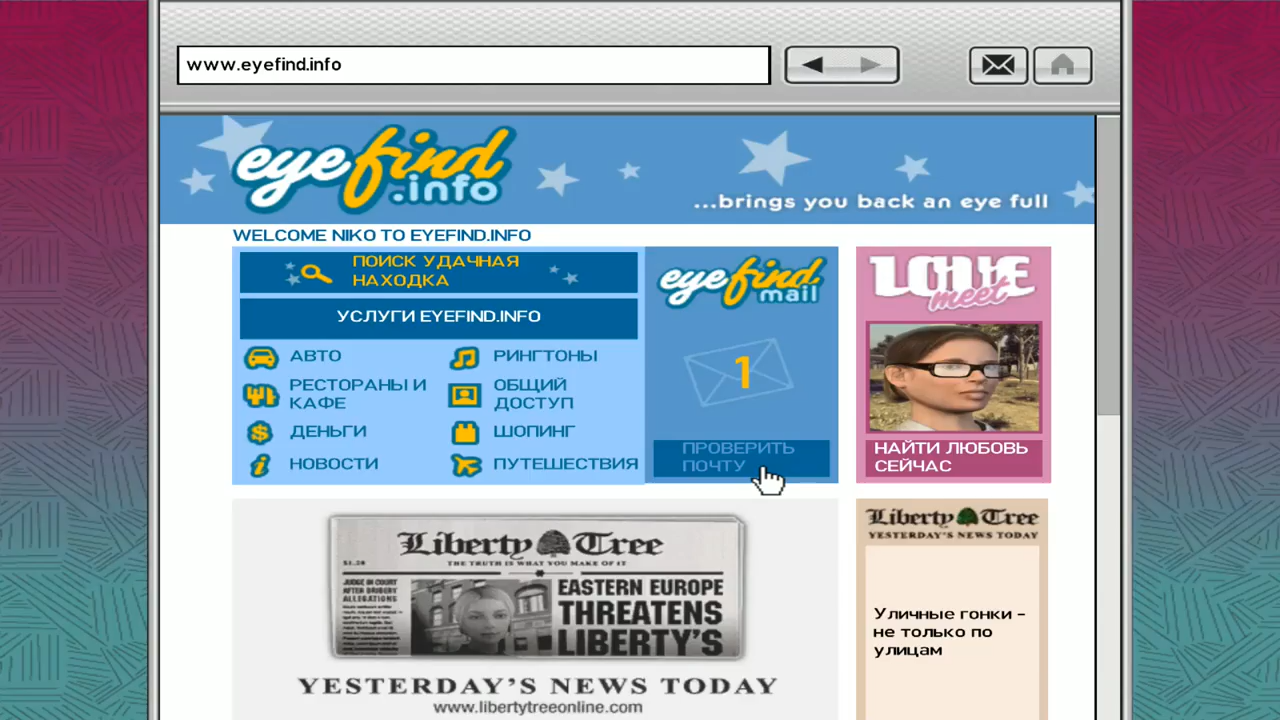 www.eyefind.info
eyefind
.info
...brings you back an eye full
WELCOME NIKO TO EYEFIND.INFO
ПОИСК УДАЧНАЯ
НАХОДКА
УСЛУГИ EYEFIND.INFO
АВТО
РИНГТОНЫ
РЕСТОРАНЫ И
КАФЕ
ОБЩИЙ
ДОСТУП
ДЕНЬГИ
ШОПИНГ
НОВОСТИ
ПУТЕШЕСТВИЯ
eyefind
mail
1
ПРОВЕРИТЬ
ПОЧТУ
LOVE
meet
НАЙТИ ЛЮБОВЬ
СЕЙЧАС
Liberty Tree
THE TRUTH IS WHAT YOU MAKE OF IT
$1.20
JUDGE IN COURT
AFTER BRIBERY
ALLEGATIONS
EASTERN EUROPE
THREATENS
LIBERTY'S
YESTERDAY'S NEWS TODAY
www.libertytreeonline.com
Liberty Tree
YESTERDAY'S NEWS TODAY
Уличные гонки –
не только по
улицам